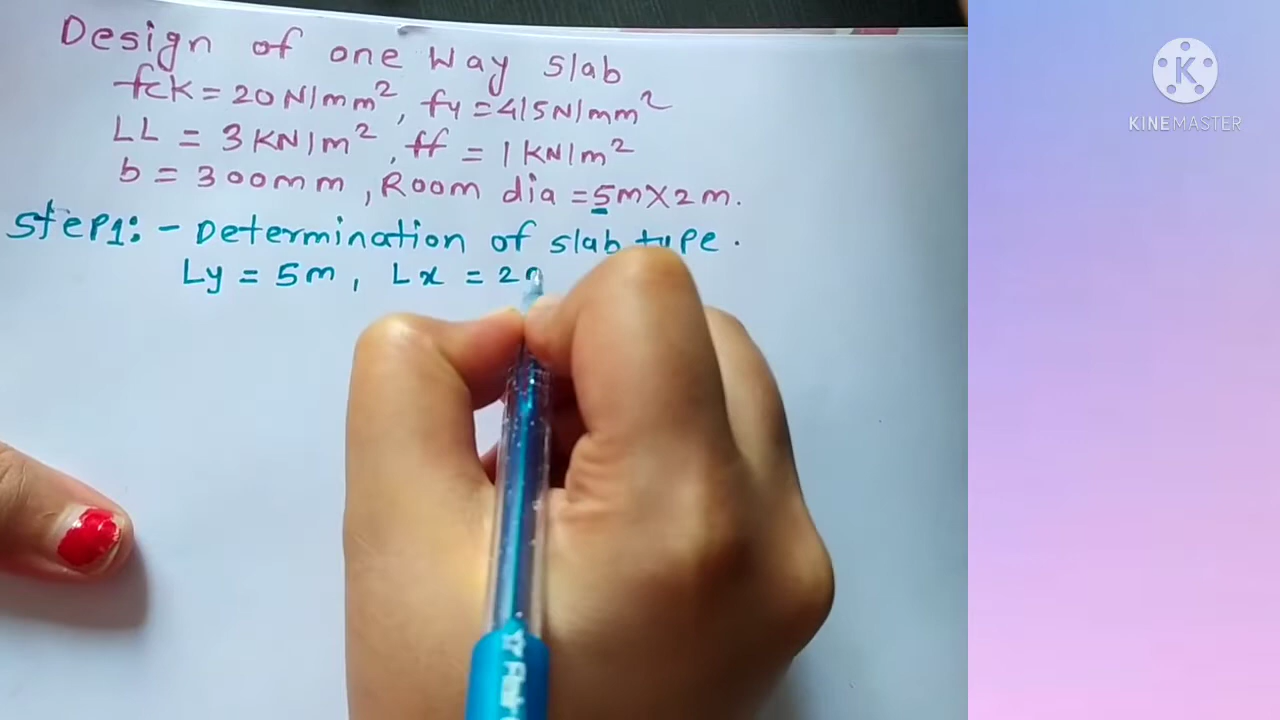 Design of one Way Slab
fck = 20 N/mm², fy = 415 N/mm²
LL = 3 KN/m², ff = 1 KN/m²
b = 300mm, Room dia = 5m X 2m.
Step1:- Determination of slab type.
Ly = 5m, Lx = 2
KINEMASTER